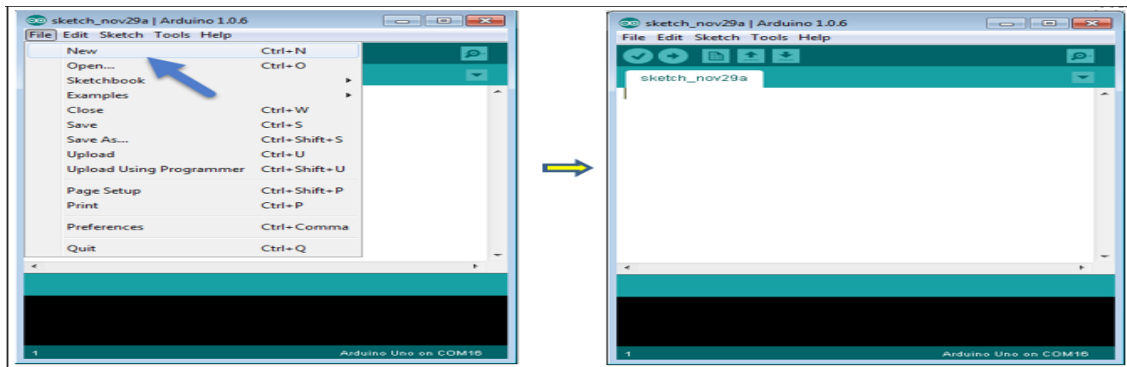 sketch_nov29a | Arduino 1.0.6
File Edit Sketch Tools Help
New Ctrl+N
Open... Ctrl+O
Sketchbook
Examples
Close Ctrl+W
Save Ctrl+S
Save As... Ctrl+Shift+S
Upload Ctrl+U
Upload Using Programmer Ctrl+Shift+U
Page Setup Ctrl+Shift+P
Print Ctrl+P
Preferences Ctrl+Comma
Quit Ctrl+Q
1 Arduino Uno on COM16
sketch_nov29a | Arduino 1.0.6
File Edit Sketch Tools Help
sketch_nov29a
1 Arduino Uno on COM16